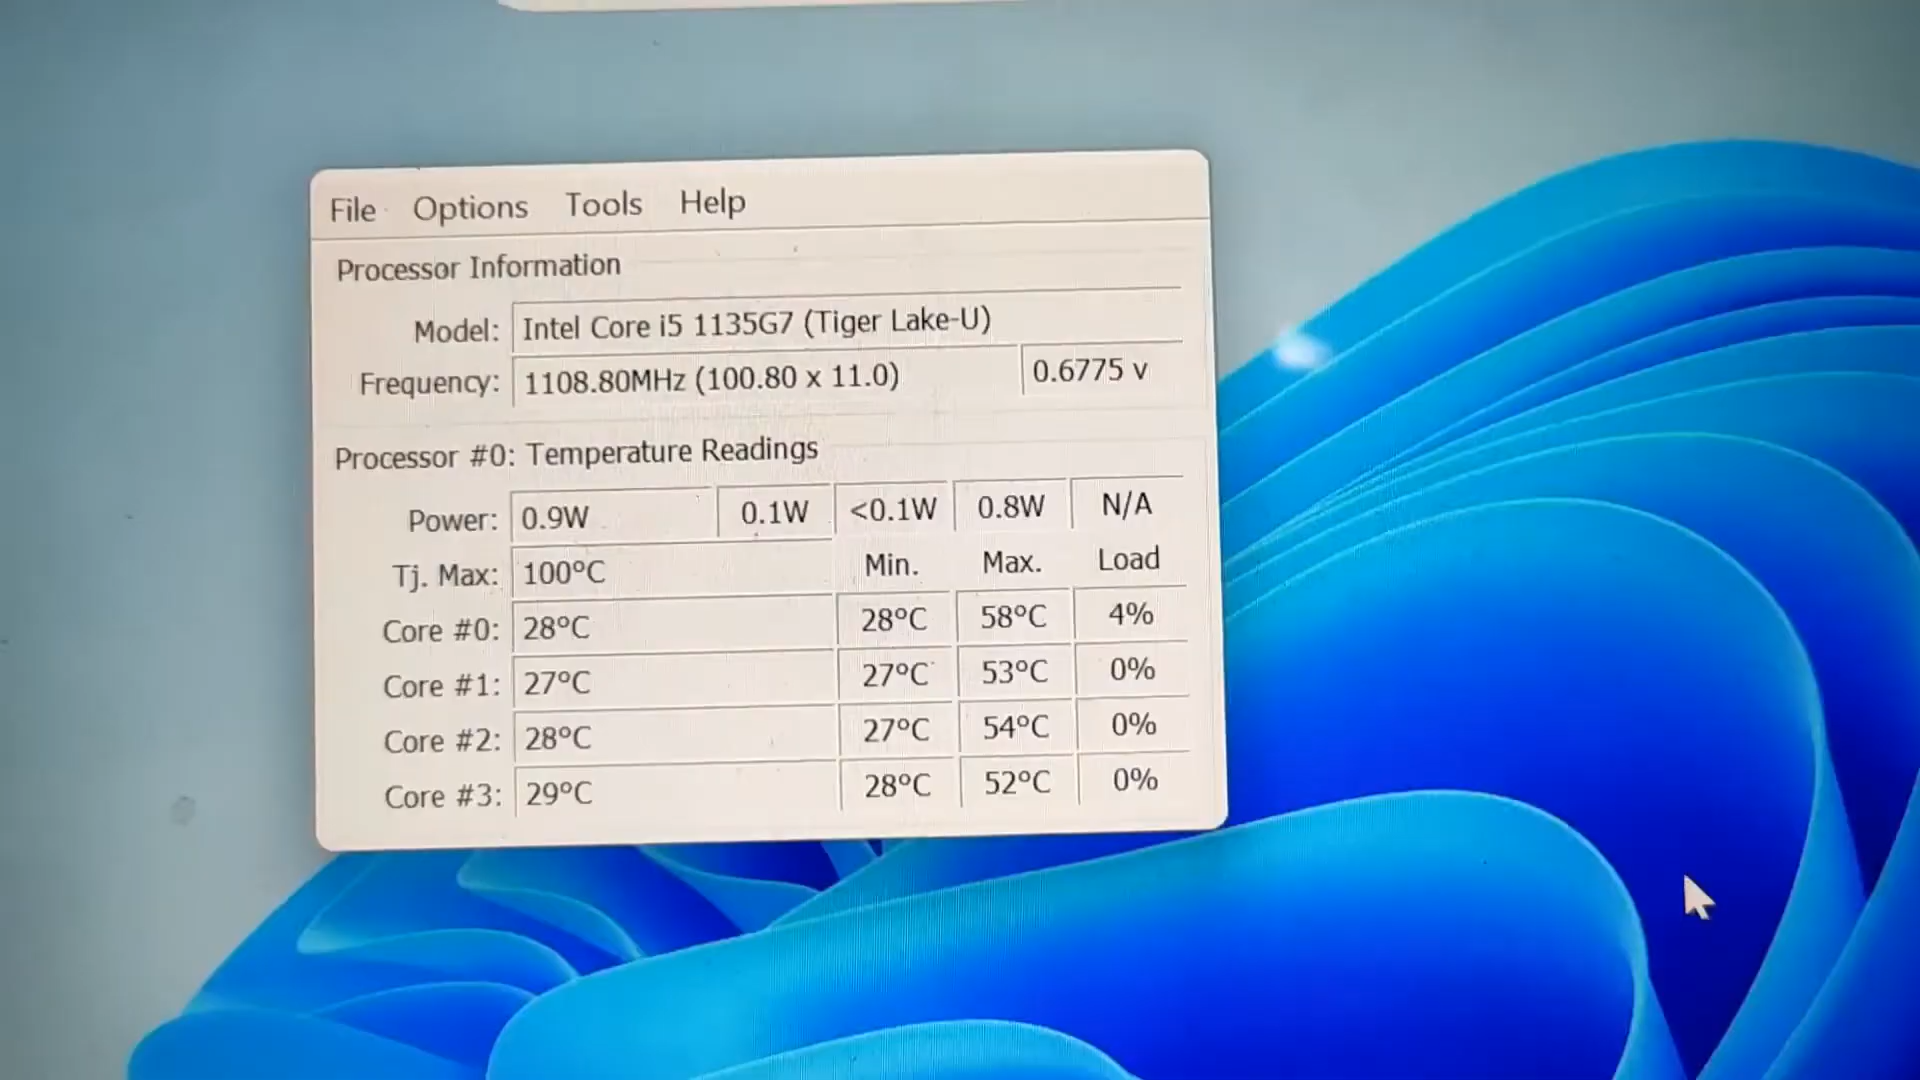 File Options Tools Help
Processor Information
Model: Intel Core i5 1135G7 (Tiger Lake-U)
Frequency: 1108.80MHz (100.80 x 11.0) 0.6775 v
Processor #0: Temperature Readings
Power: 0.9W 0.1W <0.1W 0.8W N/A
Tj. Max: 100°C Min. Max. Load
Core #0: 28°C 28°C 58°C 4%
Core #1: 27°C 27°C 53°C 0%
Core #2: 28°C 27°C 54°C 0%
Core #3: 29°C 28°C 52°C 0%